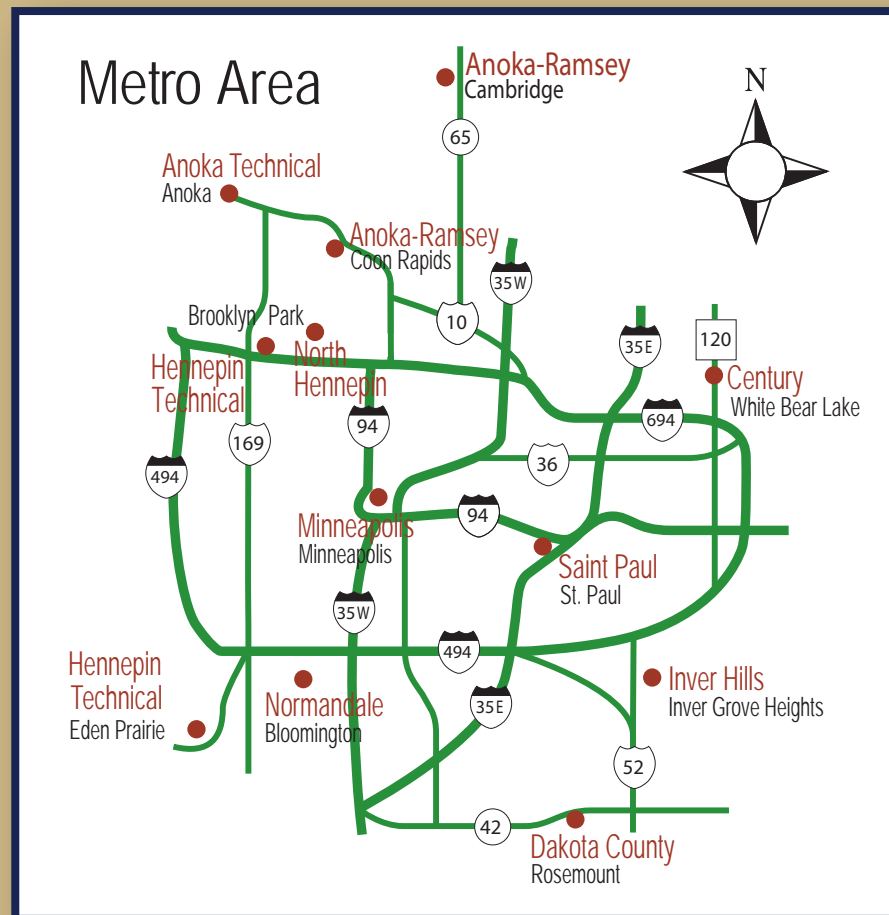 Metro Area
N
Anoka-Ramsey
Cambridge
65
Anoka Technical
Anoka
Anoka-Ramsey
Coon Rapids
35W
10
Brooklyn Park
35E
120
Hennepin
Technical
North
Hennepin
Century
White Bear Lake
94
694
169
36
494
94
Minneapolis
Minneapolis
Saint Paul
St. Paul
35W
494
Hennepin
Technical
Eden Prairie
Normandale
Bloomington
35E
Inver Hills
Inver Grove Heights
52
42
Dakota County
Rosemount